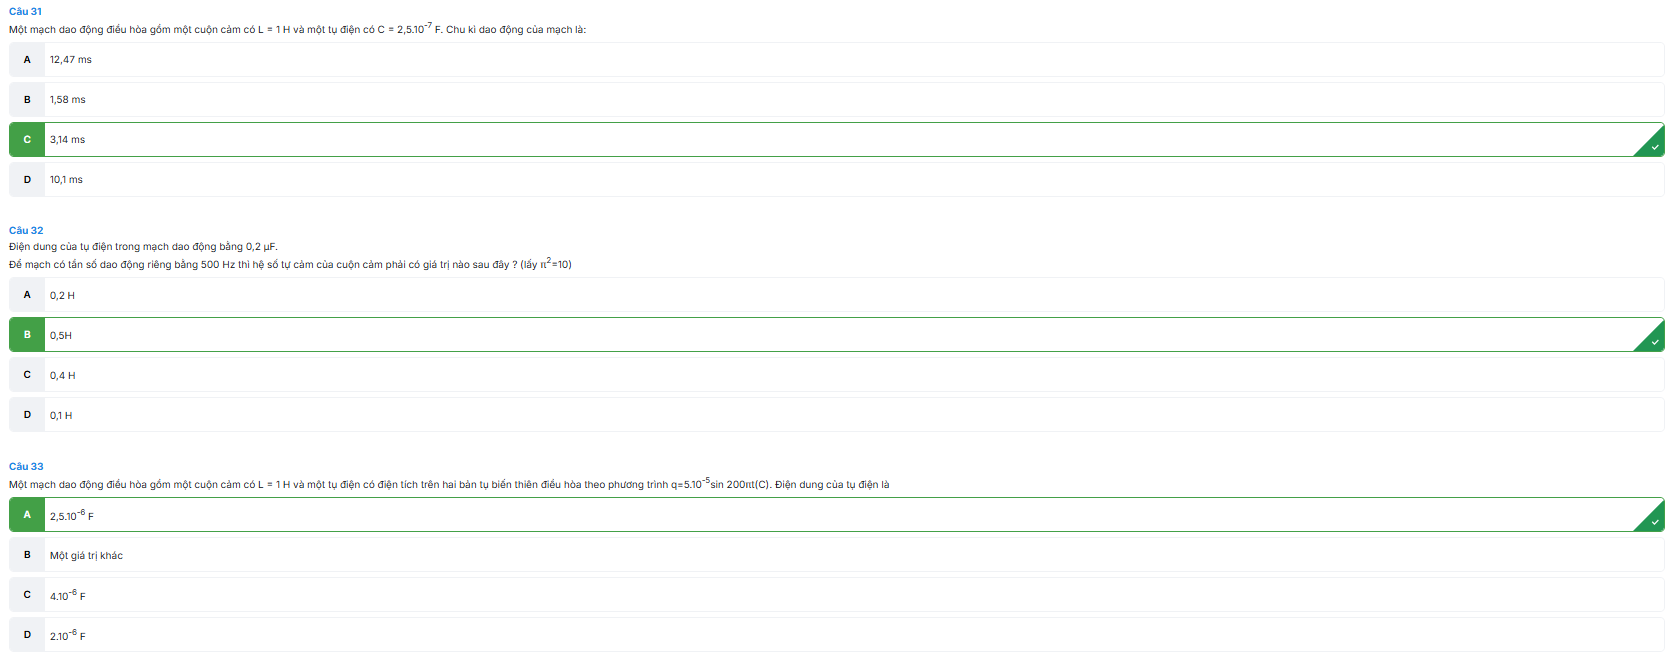 Câu 31
Một mạch dao động điều hòa gồm một cuộn cảm có L = 1 H và một tụ điện có C = 2,5.10⁻⁷ F. Chu kì dao động của mạch là:
A 12,47 ms
B 1,58 ms
C 3,14 ms
D 10,1 ms
Câu 32
Điện dung của tụ điện trong mạch dao động bằng 0,2 μF.
Để mạch có tần số dao động riêng bằng 500 Hz thì hệ số tự cảm của cuộn cảm phải có giá trị nào sau đây ? (lấy π²=10)
A 0,2 H
B 0,5H
C 0,4 H
D 0,1 H
Câu 33
Một mạch dao động điều hòa gồm một cuộn cảm có L = 1 H và một tụ điện có điện tích trên hai bản tụ biến thiên điều hòa theo phương trình q=5.10⁻⁵sin 200πt(C). Điện dung của tụ điện là
A 2,5.10⁻⁶ F
B Một giá trị khác
C 4.10⁻⁶ F
D 2.10⁻⁶ F